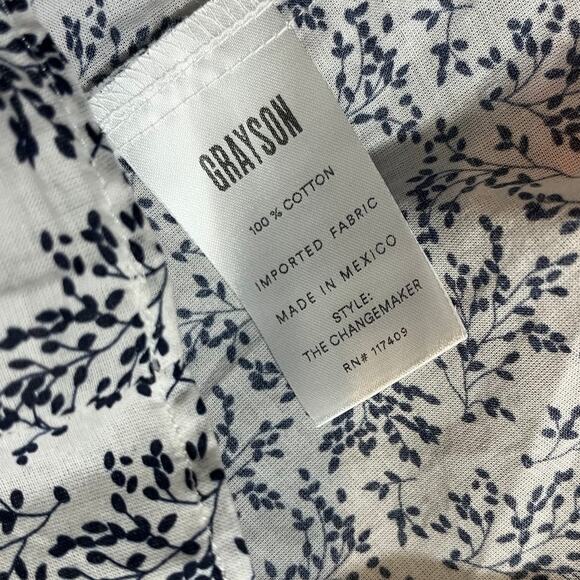 GRAYSON
100 % COTTON
IMPORTED FABRIC
MADE IN MEXICO
STYLE:
THE CHANGEMAKER
RN# 117409